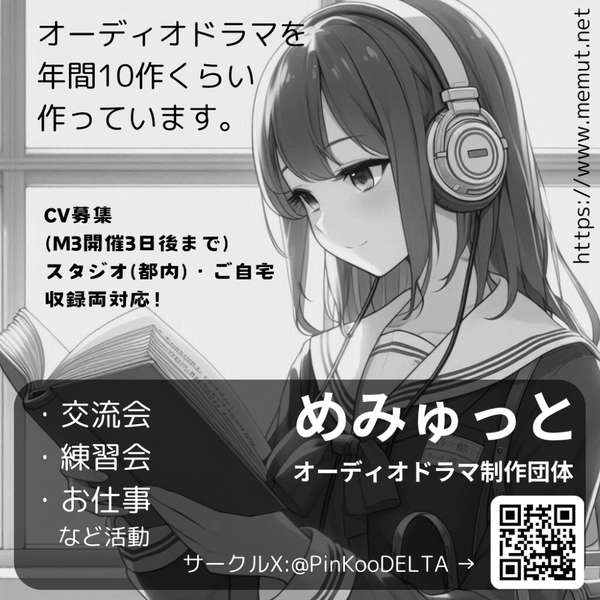 オーディオドラマを
年間10作くらい
作っています。
https://www.memut.net
CV募集
(M3開催3日後まで)
スタジオ(都内)・ご自宅
収録両対応!
・交流会
・練習会
・お仕事
など活動
めみゅっと
オーディオドラマ制作団体
サークルX:@PinKooDELTA →